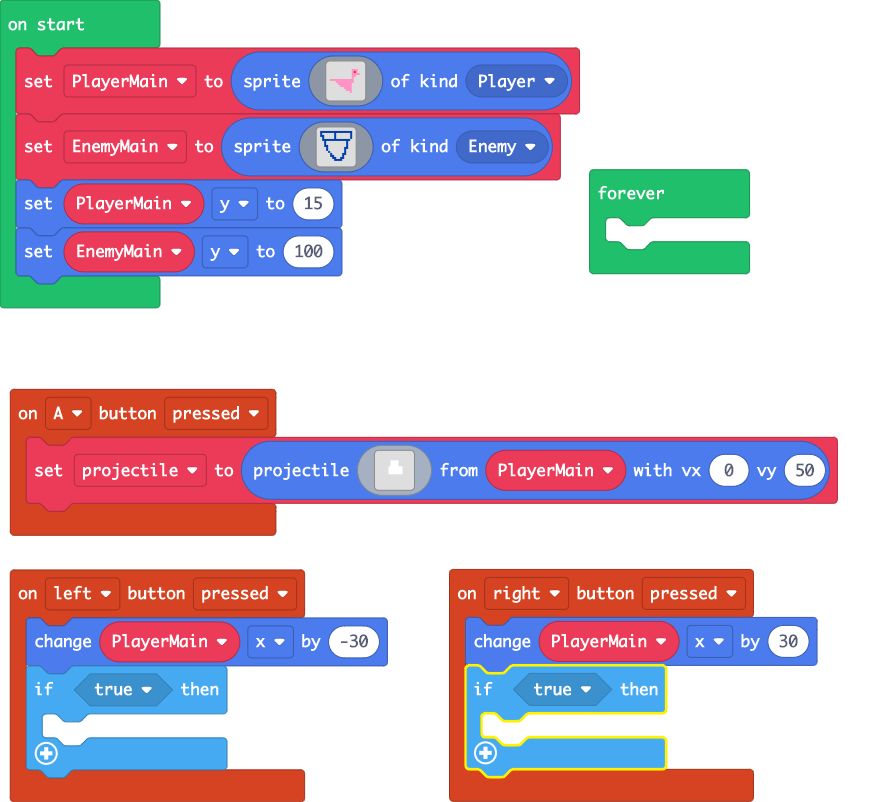 on start
set PlayerMain to sprite of kind Player
set EnemyMain to sprite of kind Enemy
set PlayerMain y to 15
set EnemyMain y to 100
forever
on A button pressed
set projectile to projectile from PlayerMain with vx 0 vy 50
on left button pressed
change PlayerMain x by -30
if true then
on right button pressed
change PlayerMain x by 30
if true then